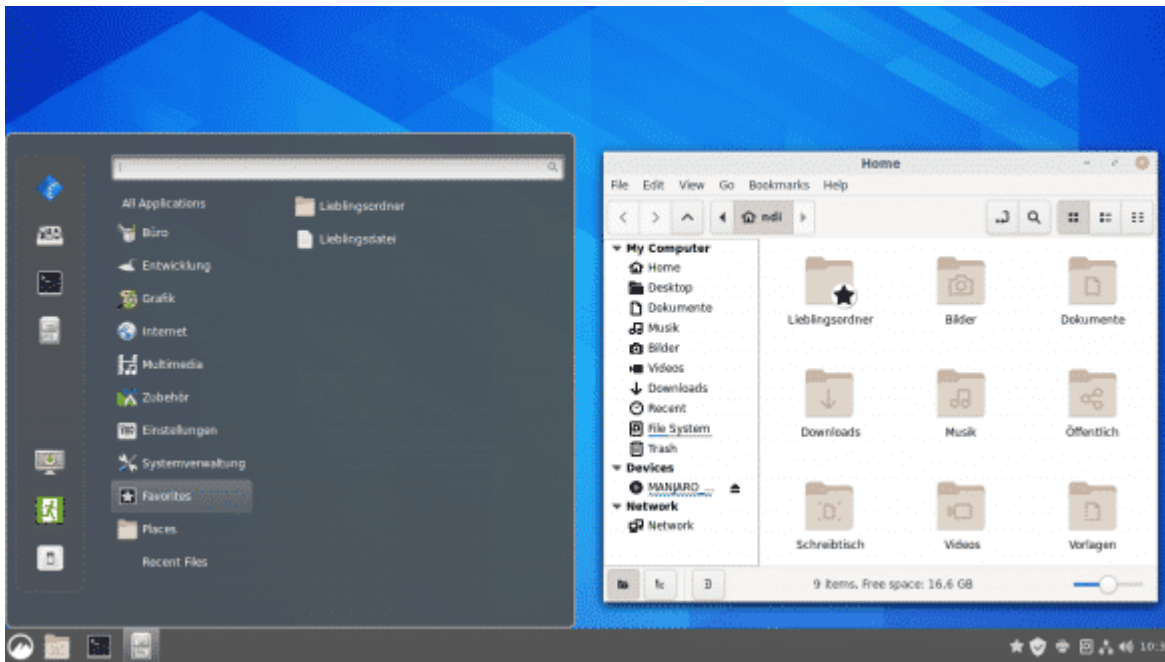 All Applications
Büro
Entwicklung
Grafik
Internet
Multimedia
Zubehör
Einstellungen
Systemverwaltung
Favorites
Places
Recent Files
Lieblingsordner
Lieblingsdatei
Home
File Edit View Go Bookmarks Help
ndi
My Computer
Home
Desktop
Dokumente
Musik
Bilder
Videos
Downloads
Recent
File System
Trash
Devices
MANJARO_...
Network
Network
Lieblingsordner Bilder Dokumente
Downloads Musik Öffentlich
Schreibtisch Videos Vorlagen
9 items, Free space: 16.6 GB